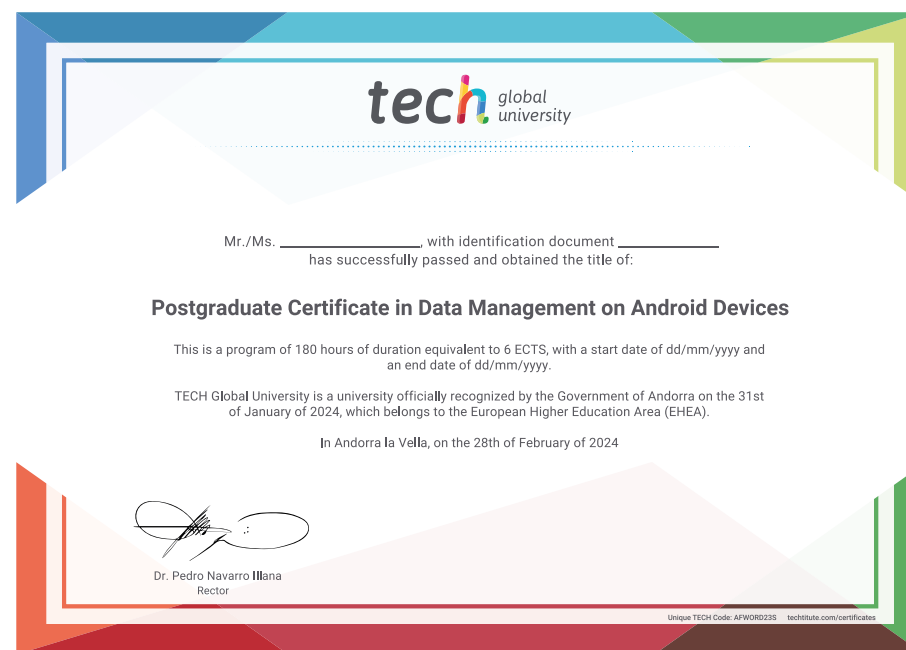 tech global
university
Mr./Ms. ____________, with identification document ____________
has successfully passed and obtained the title of:
Postgraduate Certificate in Data Management on Android Devices
This is a program of 180 hours of duration equivalent to 6 ECTS, with a start date of dd/mm/yyyy and
an end date of dd/mm/yyyy.
TECH Global University is a university officially recognized by the Government of Andorra on the 31st
of January of 2024, which belongs to the European Higher Education Area (EHEA).
In Andorra la Vella, on the 28th of February of 2024
Dr. Pedro Navarro Illana
Rector
Unique TECH Code: AFWORD23S techtitute.com/certificates